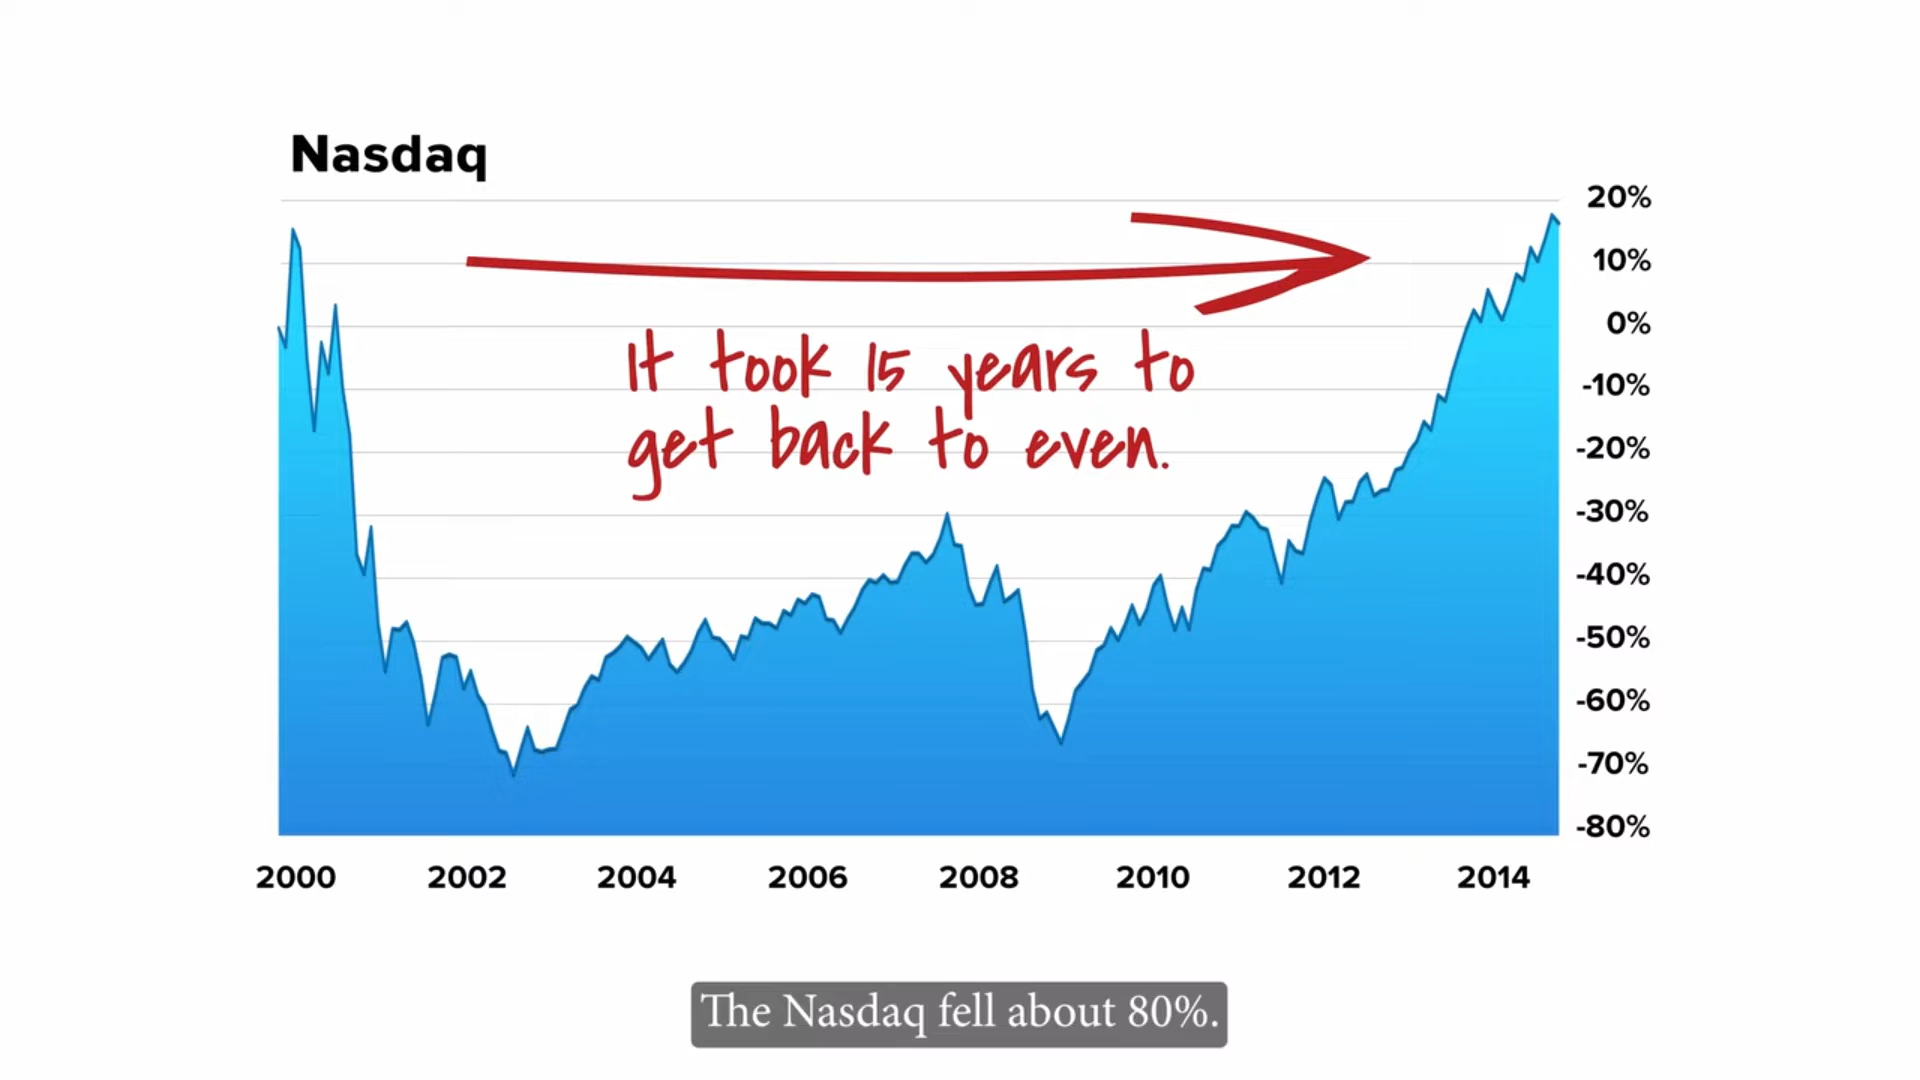 Nasdaq
20%
10%
0%
-10%
-20%
-30%
-40%
-50%
-60%
-70%
-80%
It took 15 years to
get back to even.
2000 2002 2004 2006 2008 2010 2012 2014
The Nasdaq fell about 80%.